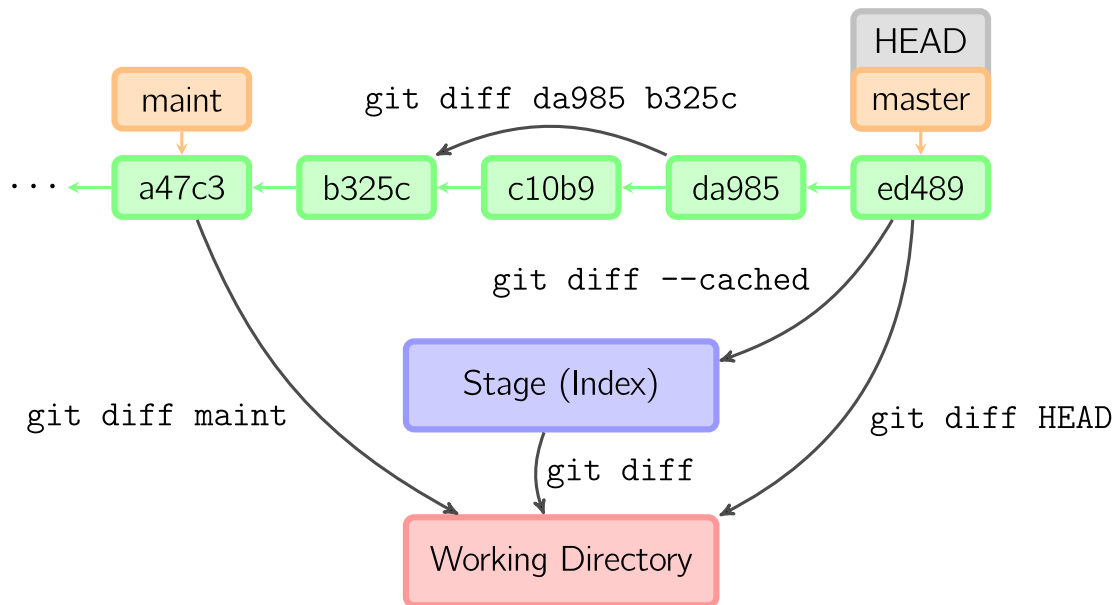 HEAD
maint
git diff da985 b325c
master
... a47c3 b325c c10b9 da985 ed489
git diff --cached
Stage (Index)
git diff maint
git diff HEAD
git diff
Working Directory